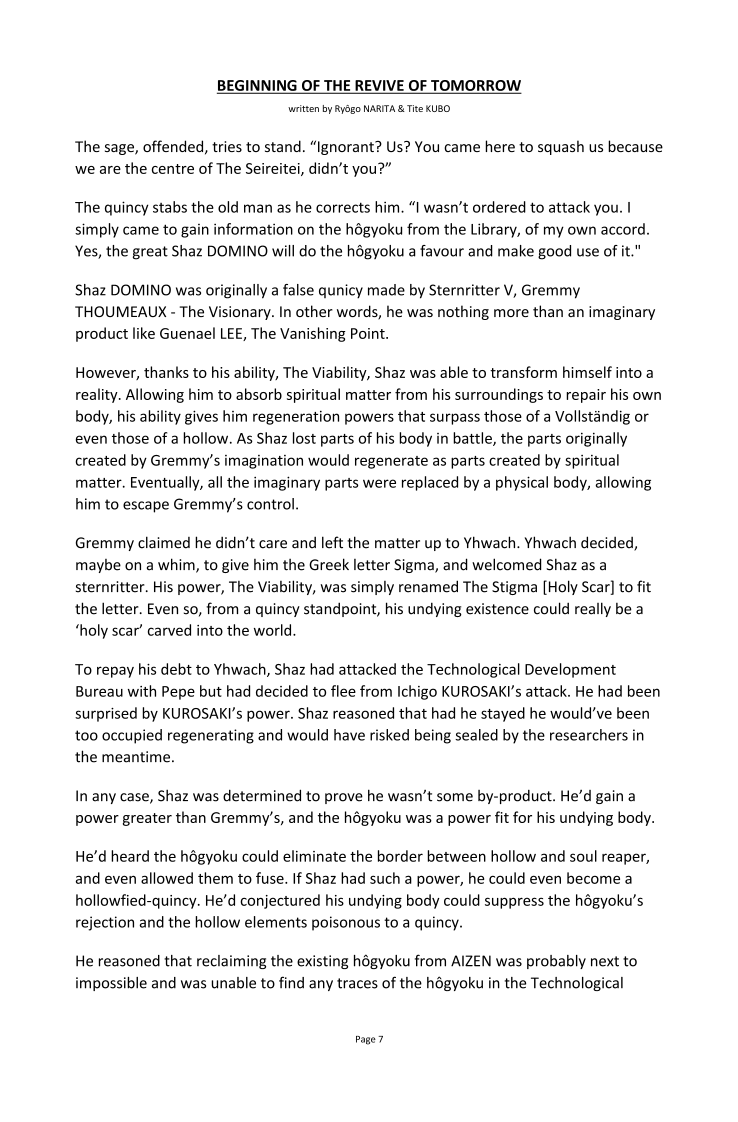 BEGINNING OF THE REVIVE OF TOMORROW
written by Ryôgo NARITA & Tite KUBO
The sage, offended, tries to stand. “Ignorant? Us? You came here to squash us because
we are the centre of The Seireitei, didn’t you?”
The quincy stabs the old man as he corrects him. “I wasn’t ordered to attack you. I
simply came to gain information on the hôgyoku from the Library, of my own accord.
Yes, the great Shaz DOMINO will do the hôgyoku a favour and make good use of it."
Shaz DOMINO was originally a false qunicy made by Sternritter V, Gremmy
THOUMEAUX - The Visionary. In other words, he was nothing more than an imaginary
product like Guenael LEE, The Vanishing Point.
However, thanks to his ability, The Viability, Shaz was able to transform himself into a
reality. Allowing him to absorb spiritual matter from his surroundings to repair his own
body, his ability gives him regeneration powers that surpass those of a Vollständig or
even those of a hollow. As Shaz lost parts of his body in battle, the parts originally
created by Gremmy’s imagination would regenerate as parts created by spiritual
matter. Eventually, all the imaginary parts were replaced by a physical body, allowing
him to escape Gremmy’s control.
Gremmy claimed he didn’t care and left the matter up to Yhwach. Yhwach decided,
maybe on a whim, to give him the Greek letter Sigma, and welcomed Shaz as a
sternritter. His power, The Viability, was simply renamed The Stigma [Holy Scar] to fit
the letter. Even so, from a quincy standpoint, his undying existence could really be a
‘holy scar’ carved into the world.
To repay his debt to Yhwach, Shaz had attacked the Technological Development
Bureau with Pepe but had decided to flee from Ichigo KUROSAKI’s attack. He had been
surprised by KUROSAKI’s power. Shaz reasoned that had he stayed he would’ve been
too occupied regenerating and would have risked being sealed by the researchers in
the meantime.
In any case, Shaz was determined to prove he wasn’t some by-product. He’d gain a
power greater than Gremmy’s, and the hôgyoku was a power fit for his undying body.
He’d heard the hôgyoku could eliminate the border between hollow and soul reaper,
and even allowed them to fuse. If Shaz had such a power, he could even become a
hollowfied-quincy. He’d conjectured his undying body could suppress the hôgyoku’s
rejection and the hollow elements poisonous to a quincy.
He reasoned that reclaiming the existing hôgyoku from AIZEN was probably next to
impossible and was unable to find any traces of the hôgyoku in the Technological
Page 7